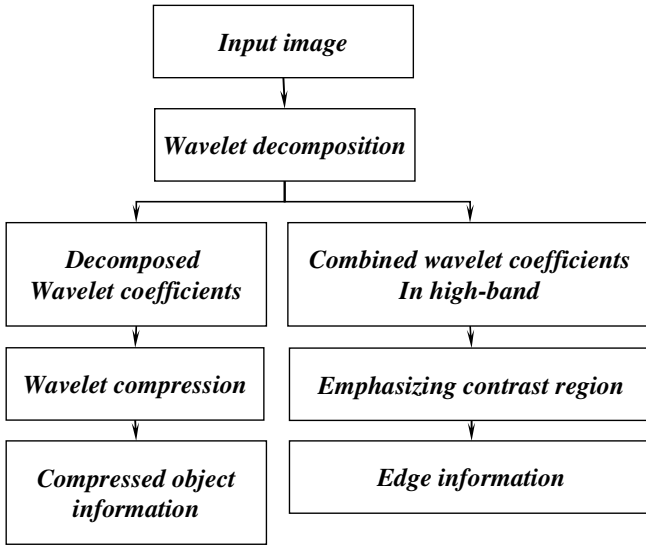 Input image
Wavelet decomposition
Decomposed
Wavelet coefficients
Combined wavelet coefficients
In high-band
Wavelet compression
Emphasizing contrast region
Compressed object
information
Edge information